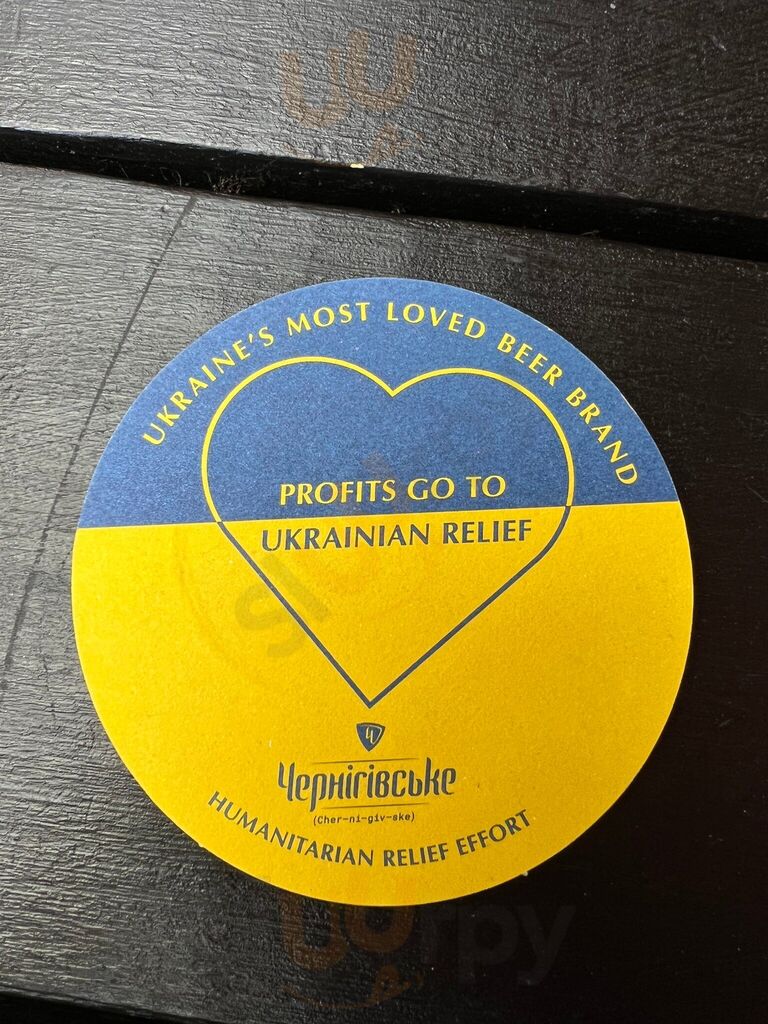 UKRAINE'S MOST LOVED BEER BRAND
PROFITS GO TO
UKRAINIAN RELIEF
Чернігівське
(Cher-ni-giv-ske)
HUMANITARIAN RELIEF EFFORT